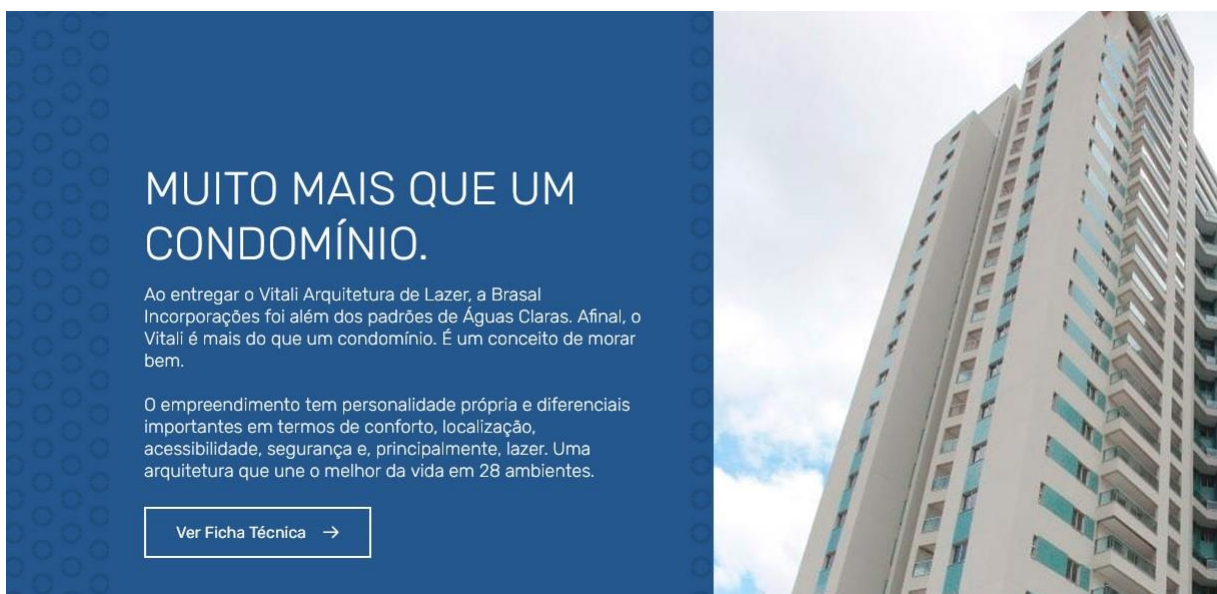 MUITO MAIS QUE UM
CONDOMÍNIO.
Ao entregar o Vitali Arquitetura de Lazer, a Brasal
Incorporações foi além dos padrões de Águas Claras. Afinal, o
Vitali é mais do que um condomínio. É um conceito de morar
bem.
O empreendimento tem personalidade própria e diferenciais
importantes em termos de conforto, localização,
acessibilidade, segurança e, principalmente, lazer. Uma
arquitetura que une o melhor da vida em 28 ambientes.
Ver Ficha Técnica →